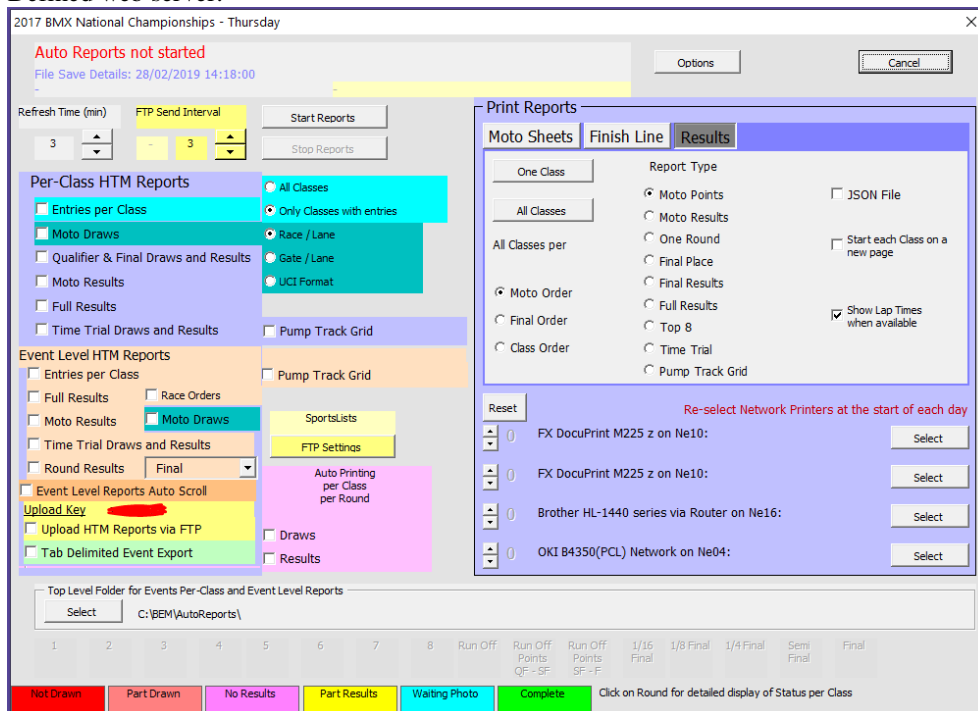 Defined web server.
2017 BMX National Championships - Thursday
Auto Reports not started
File Save Details: 28/02/2019 14:18:00
-
-
Options
Cancel
Refresh Time (min)
FTP Send Interval
3
-
3
Start Reports
Stop Reports
Per-Class HTM Reports
Entries per Class
Moto Draws
Qualifier & Final Draws and Results
Moto Results
Full Results
Time Trial Draws and Results
All Classes
Only Classes with entries
Race / Lane
Gate / Lane
UCI Format
Pump Track Grid
Event Level HTM Reports
Entries per Class
Full Results
Race Orders
Moto Results
Moto Draws
Time Trial Draws and Results
Round Results
Final
Event Level Reports Auto Scroll
Upload Key
Upload HTM Reports via FTP
Tab Delimited Event Export
Pump Track Grid
SportsLists
FTP Settings
Auto Printing
per Class
per Round
Draws
Results
Print Reports
Moto Sheets
Finish Line
Results
One Class
All Classes
All Classes per
Moto Order
Final Order
Class Order
Report Type
Moto Points
Moto Results
One Round
Final Place
Final Results
Full Results
Top 8
Time Trial
Pump Track Grid
JSON File
Start each Class on a
new page
Show Lap Times
when available
Reset
Re-select Network Printers at the start of each day
0
FX DocuPrint M225 z on Ne10:
Select
0
FX DocuPrint M225 z on Ne10:
Select
0
Brother HL-1440 series via Router on Ne16:
Select
0
OKI B4350(PCL) Network on Ne04:
Select
Top Level Folder for Events Per-Class and Event Level Reports
Select
C:\BEM\AutoReports\
1
2
3
4
5
6
7
8
Run Off
Run Off
Points
QF - SF
Run Off
Points
SF - F
1/16
Final
1/8 Final
1/4 Final
Semi
Final
Final
Not Drawn
Part Drawn
No Results
Part Results
Waiting Photo
Complete
Click on Round for detailed display of Status per Class